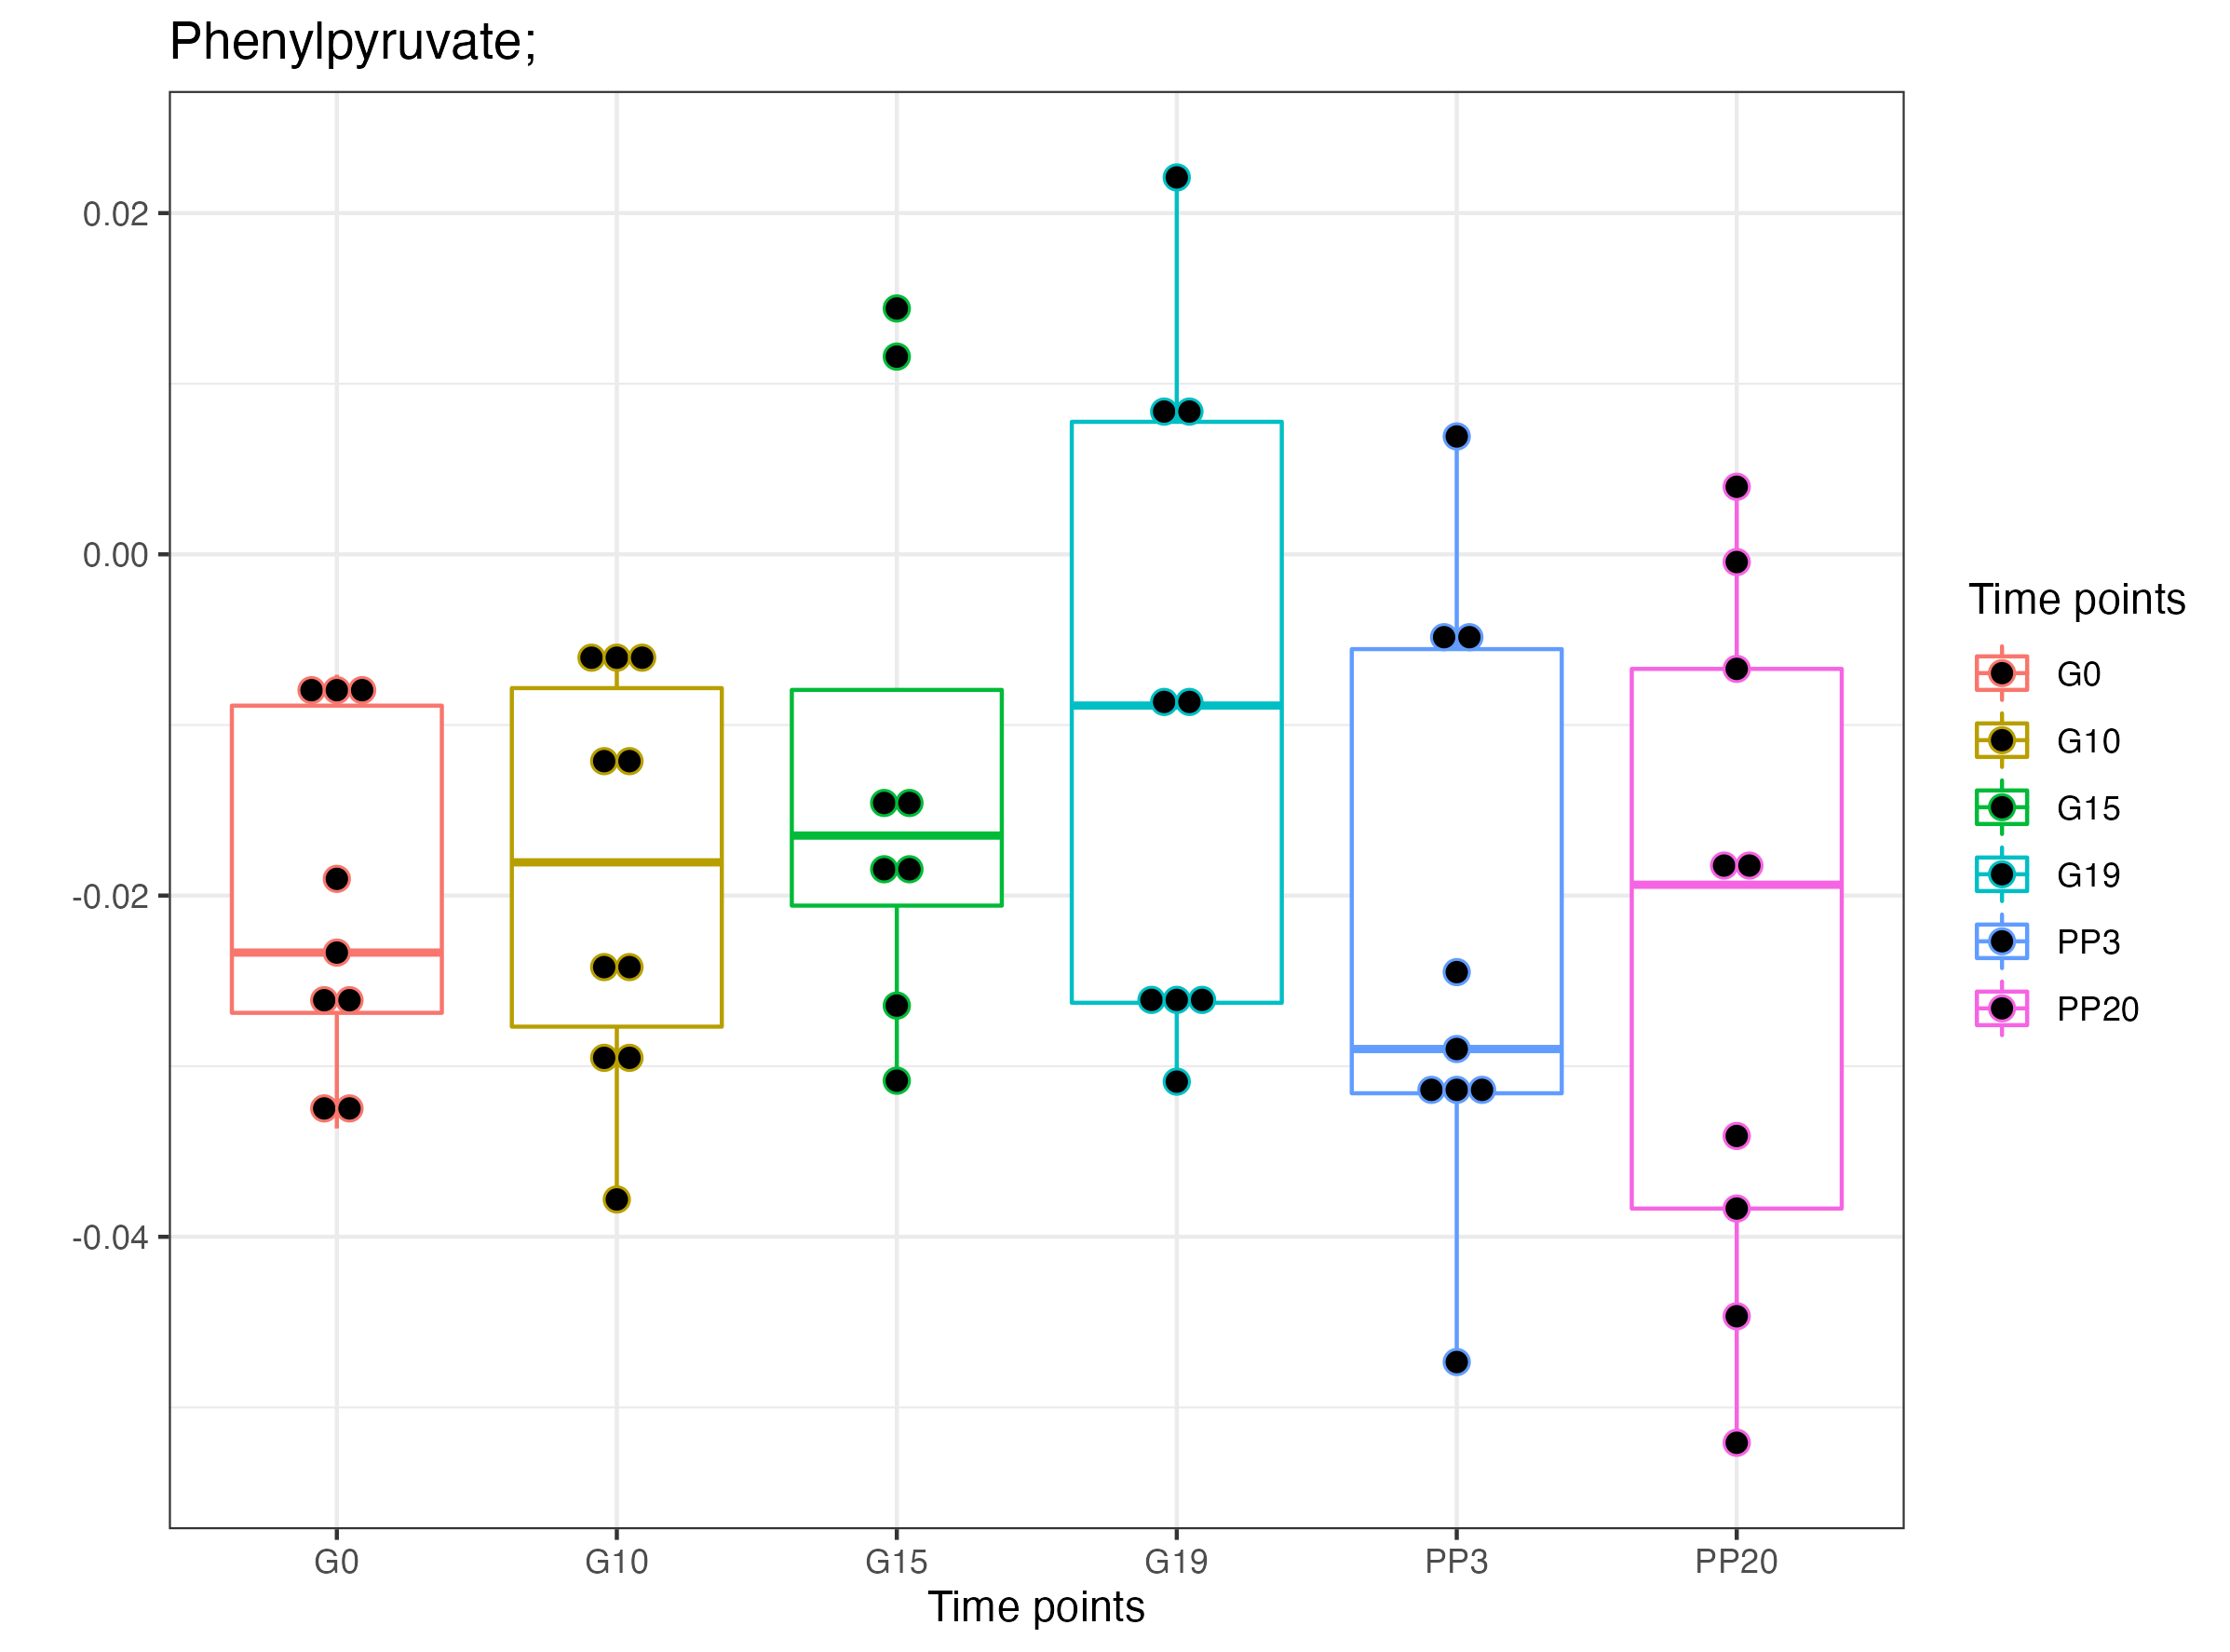 Phenylpyruvate;
0.02
0.00
-0.02
-0.04
G0 G10 G15 G19 PP3 PP20
Time points
Time points
G0
G10
G15
G19
PP3
PP20